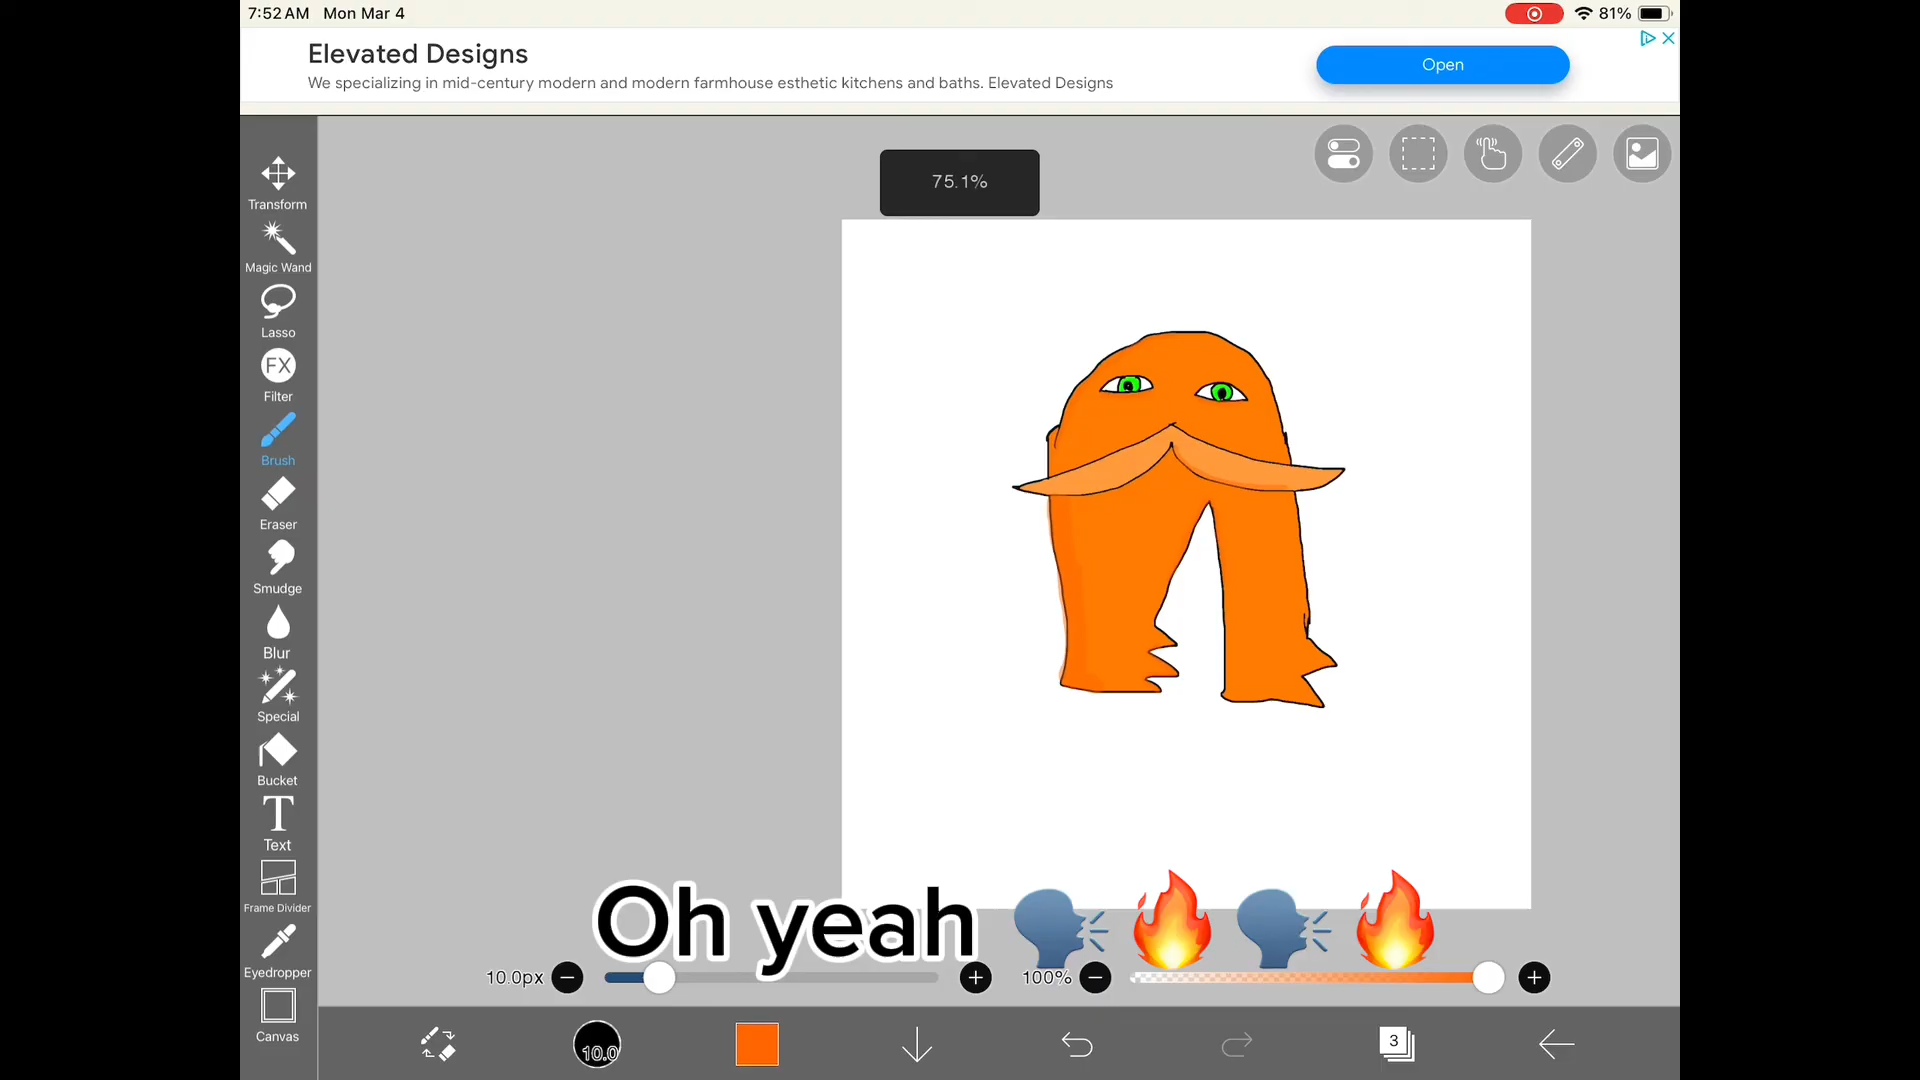 7:52 AM Mon Mar 4
81%
Elevated Designs
We specializing in mid-century modern and modern farmhouse esthetic kitchens and baths. Elevated Designs
Open
75.1%
Transform
Magic Wand
Lasso
FX
Filter
Brush
Eraser
Smudge
Blur
Special
Bucket
T
Text
Frame Divider
Eyedropper
Canvas
Oh yeah
10.0px
100%
10.0
3